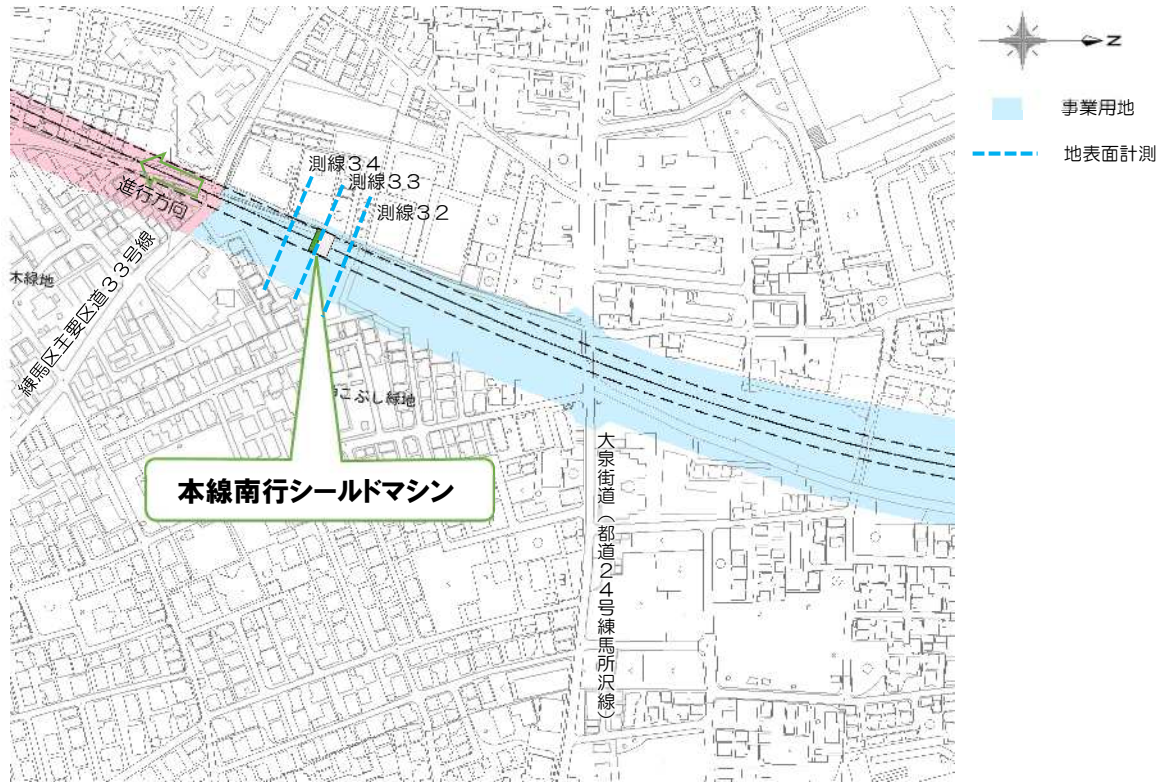 N
事業用地
地表面計測
測線34
測線33
測線32
進行方向
練馬区主要区道33号線
木緑地
こぶし緑地
本線南行シールドマシン
大泉街道(都道24号練馬所沢線)